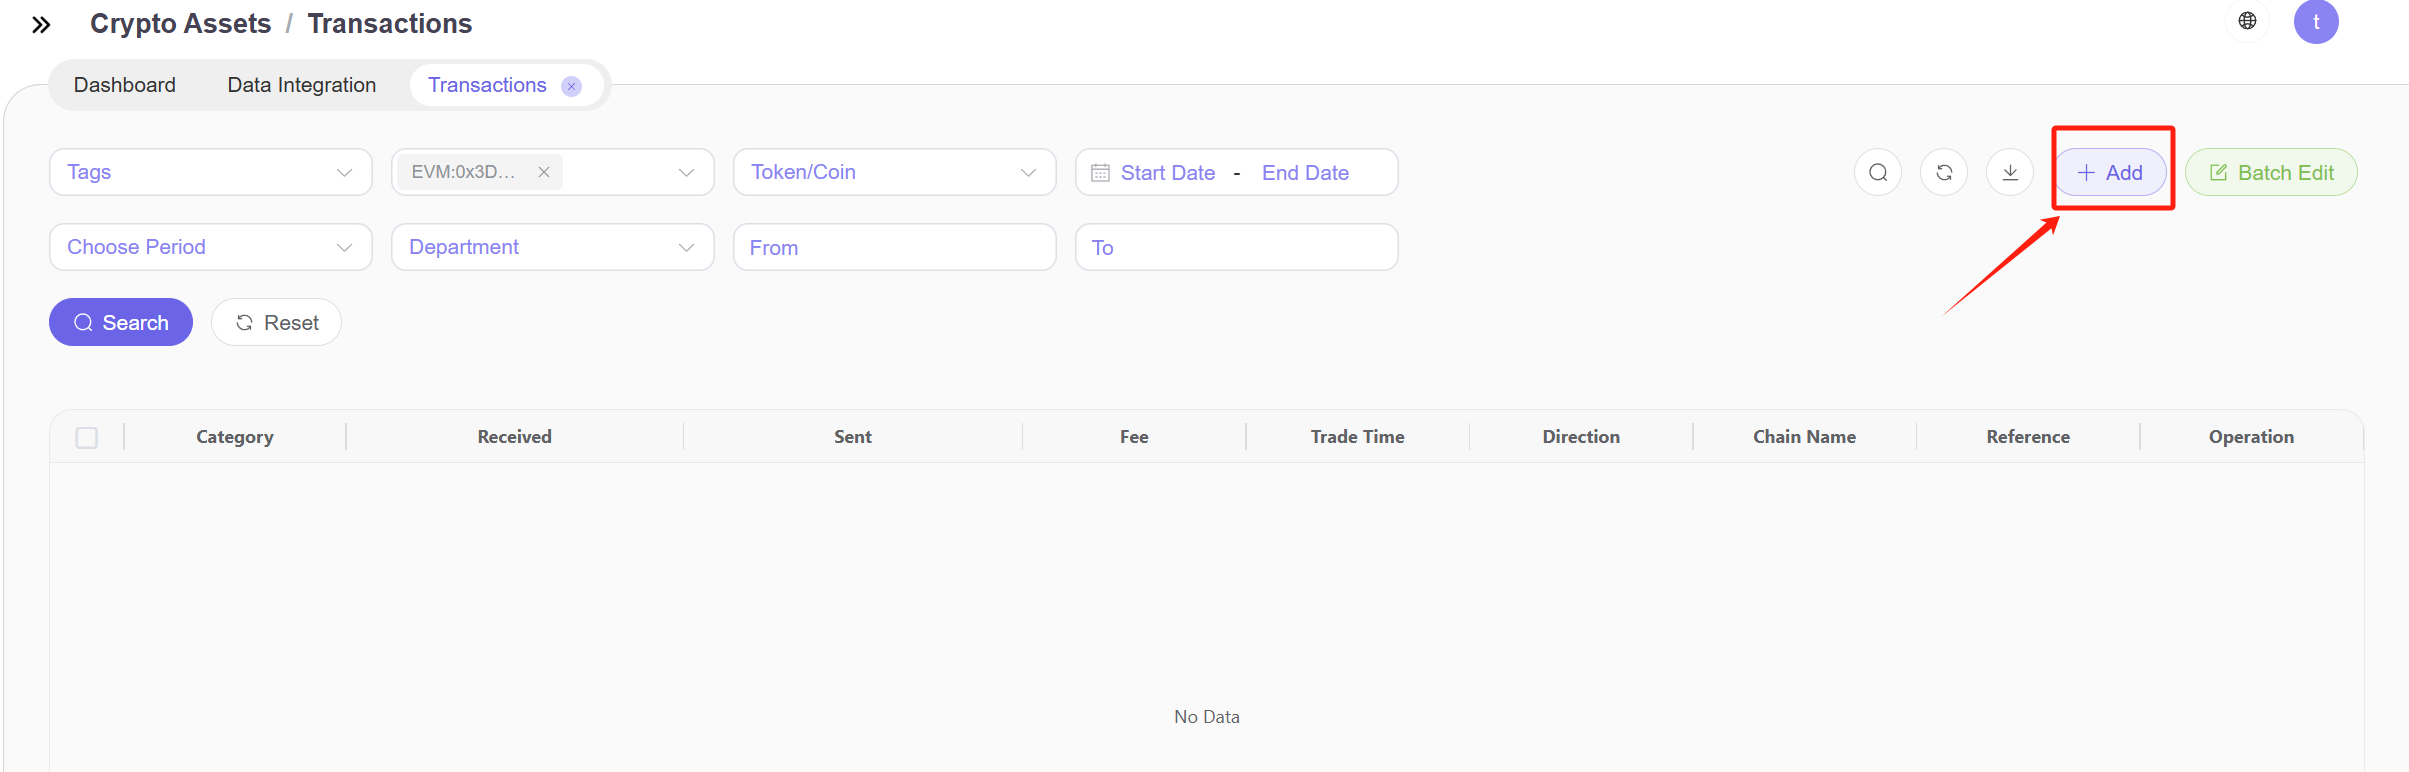 Crypto Assets / Transactions
t
Dashboard Data Integration Transactions
Tags EVM:0x3D... Token/Coin Start Date - End Date Add Batch Edit
Choose Period Department From To
Search Reset
Category Received Sent Fee Trade Time Direction Chain Name Reference Operation
No Data